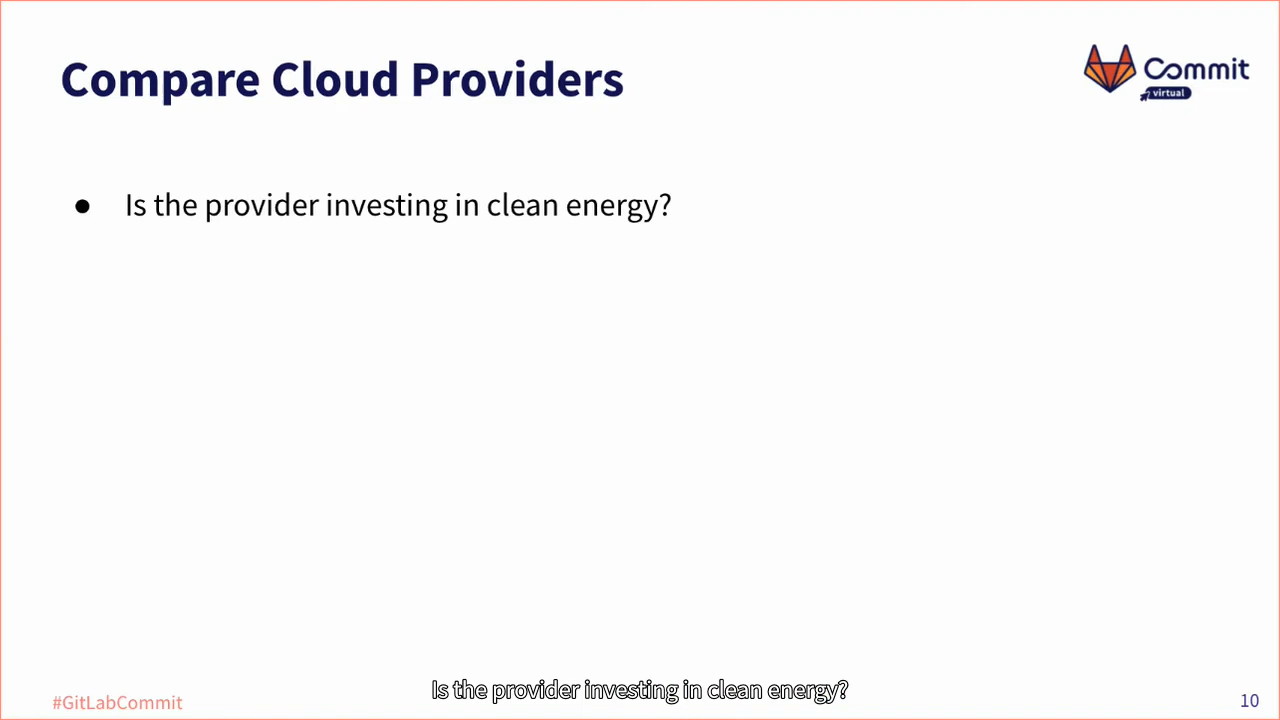 Compare Cloud Providers
Commit
virtual
● Is the provider investing in clean energy?
Is the provider investing in clean energy?
#GitLabCommit
10